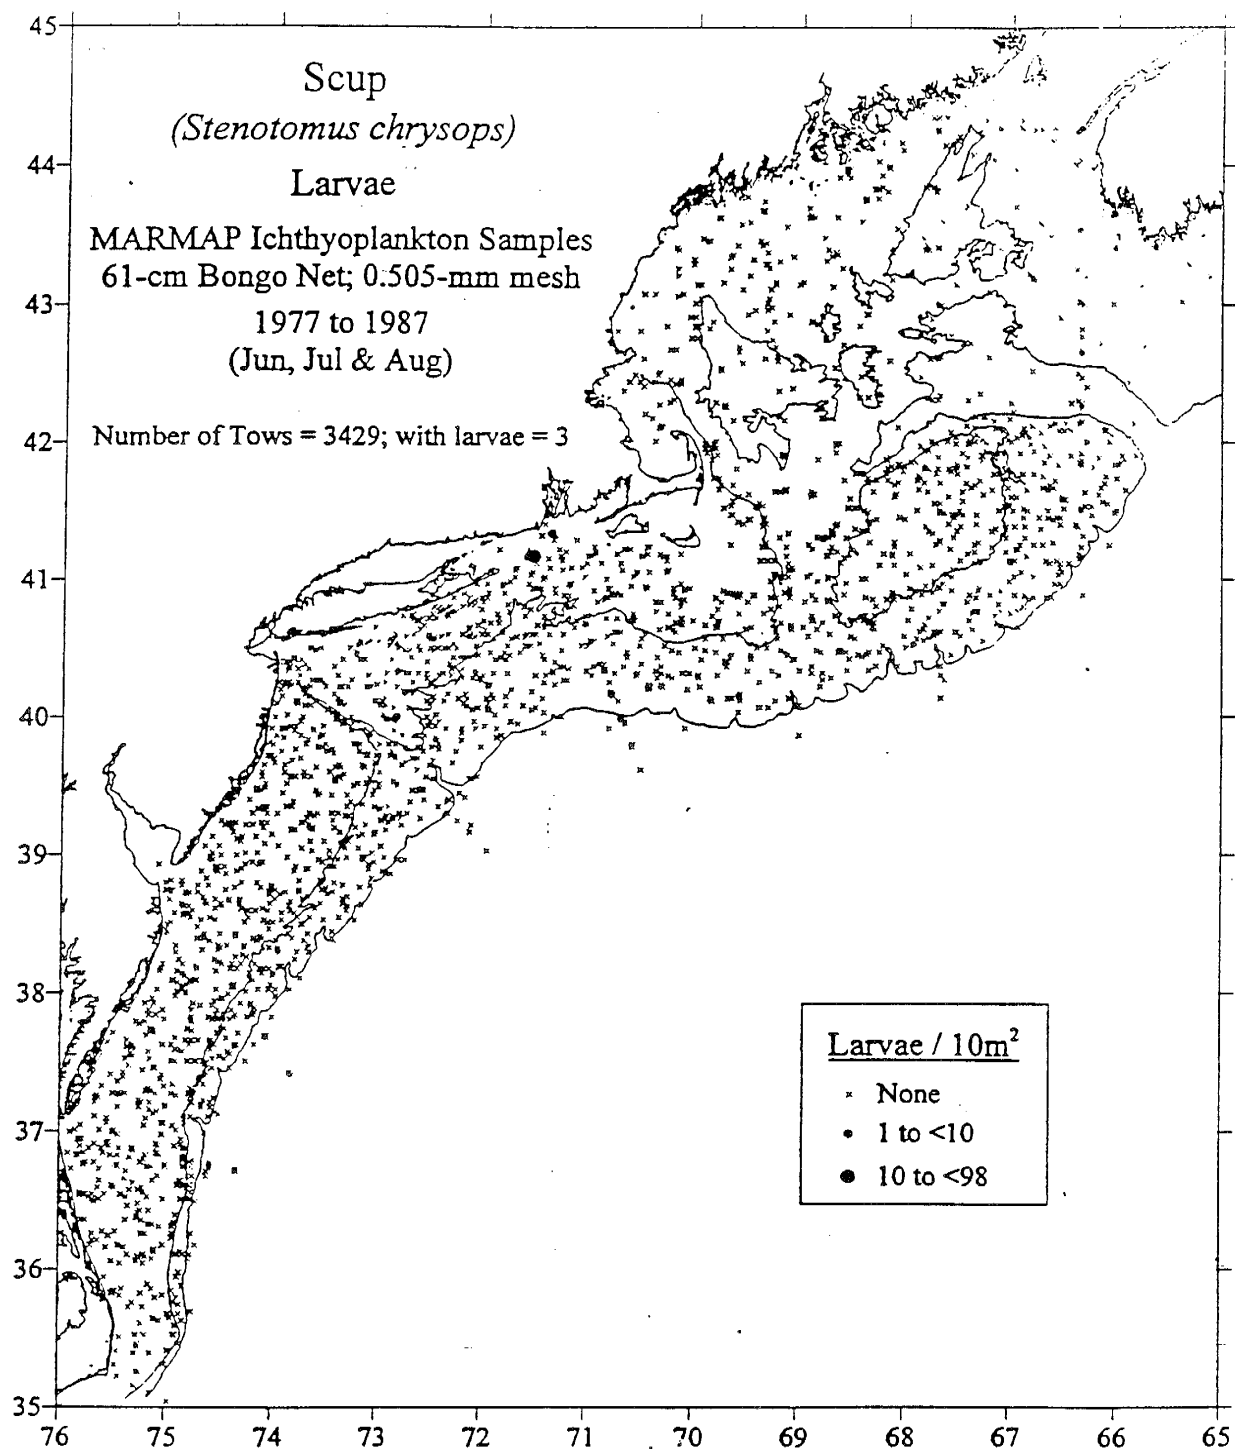 Scup
(Stenotomus chrysops)
Larvae
MARMAP Ichthyoplankton Samples
61-cm Bongo Net; 0.505-mm mesh
1977 to 1987
(Jun, Jul & Aug)
Number of Tows = 3429; with larvae = 3
45
44
43
42
41
40
39
38
37
36
35
Larvae / 10m²
None
1 to <10
10 to <98
76 75 74 73 72 71 70 69 68 67 66 65